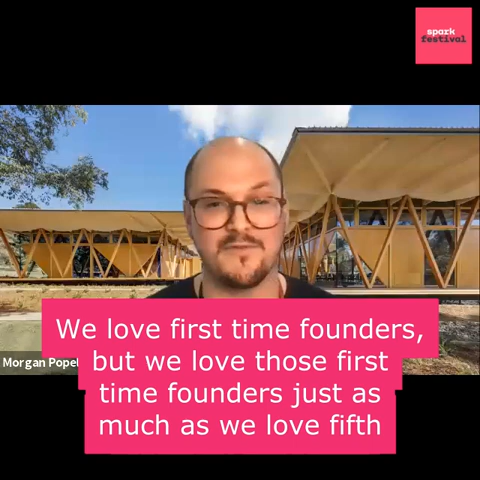 spark
festival
We love first time founders,
Morgan
but we love those first
time founders just as
much as we love fifth